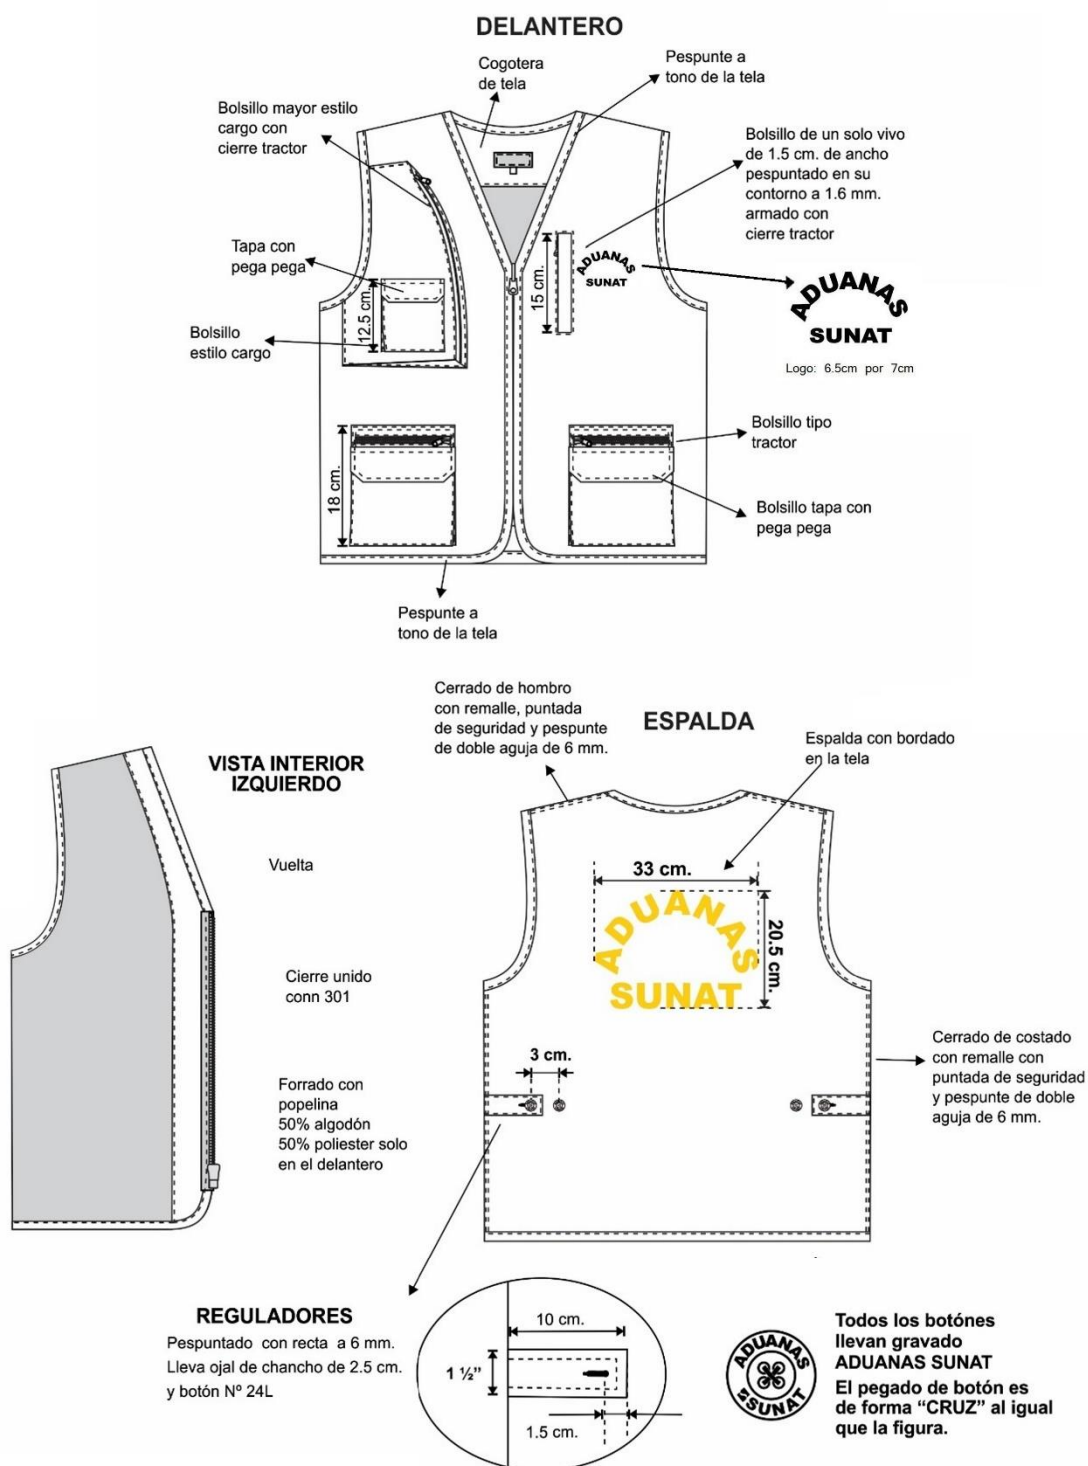 DELANTERO
Cogotera
de tela
Pespunte a
tono de la tela
Bolsillo mayor estilo
cargo con
cierre tractor
Bolsillo de un solo vivo
de 1.5 cm. de ancho
pespuntado en su
contorno a 1.6 mm.
armado con
cierre tractor
Tapa con
pega pega
12.5 cm.
15 cm.
ADUANAS
SUNAT
ADUANAS
SUNAT
Logo: 6.5cm por 7cm
Bolsillo
estilo cargo
Bolsillo tipo
tractor
18 cm.
Bolsillo tapa con
pega pega
Pespunte a
tono de la tela
Cerrado de hombro
con remalle, puntada
de seguridad y pespunte
de doble aguja de 6 mm.
ESPALDA
Espalda con bordado
en la tela
VISTA INTERIOR
IZQUIERDO
Vuelta
33 cm.
ADUANAS
SUNAT
20.5 cm.
Cierre unido
conn 301
3 cm.
Cerrado de costado
con remalle con
puntada de seguridad
y pespunte de doble
aguja de 6 mm.
Forrado con
popelina
50% algodón
50% poliester solo
en el delantero
REGULADORES
Pespuntado con recta a 6 mm.
Lleva ojal de chancho de 2.5 cm.
y botón Nº 24L
10 cm.
1 ½”
1.5 cm.
ADUANAS
SUNAT
Todos los botónes
llevan gravado
ADUANAS SUNAT
El pegado de botón es
de forma “CRUZ” al igual
que la figura.